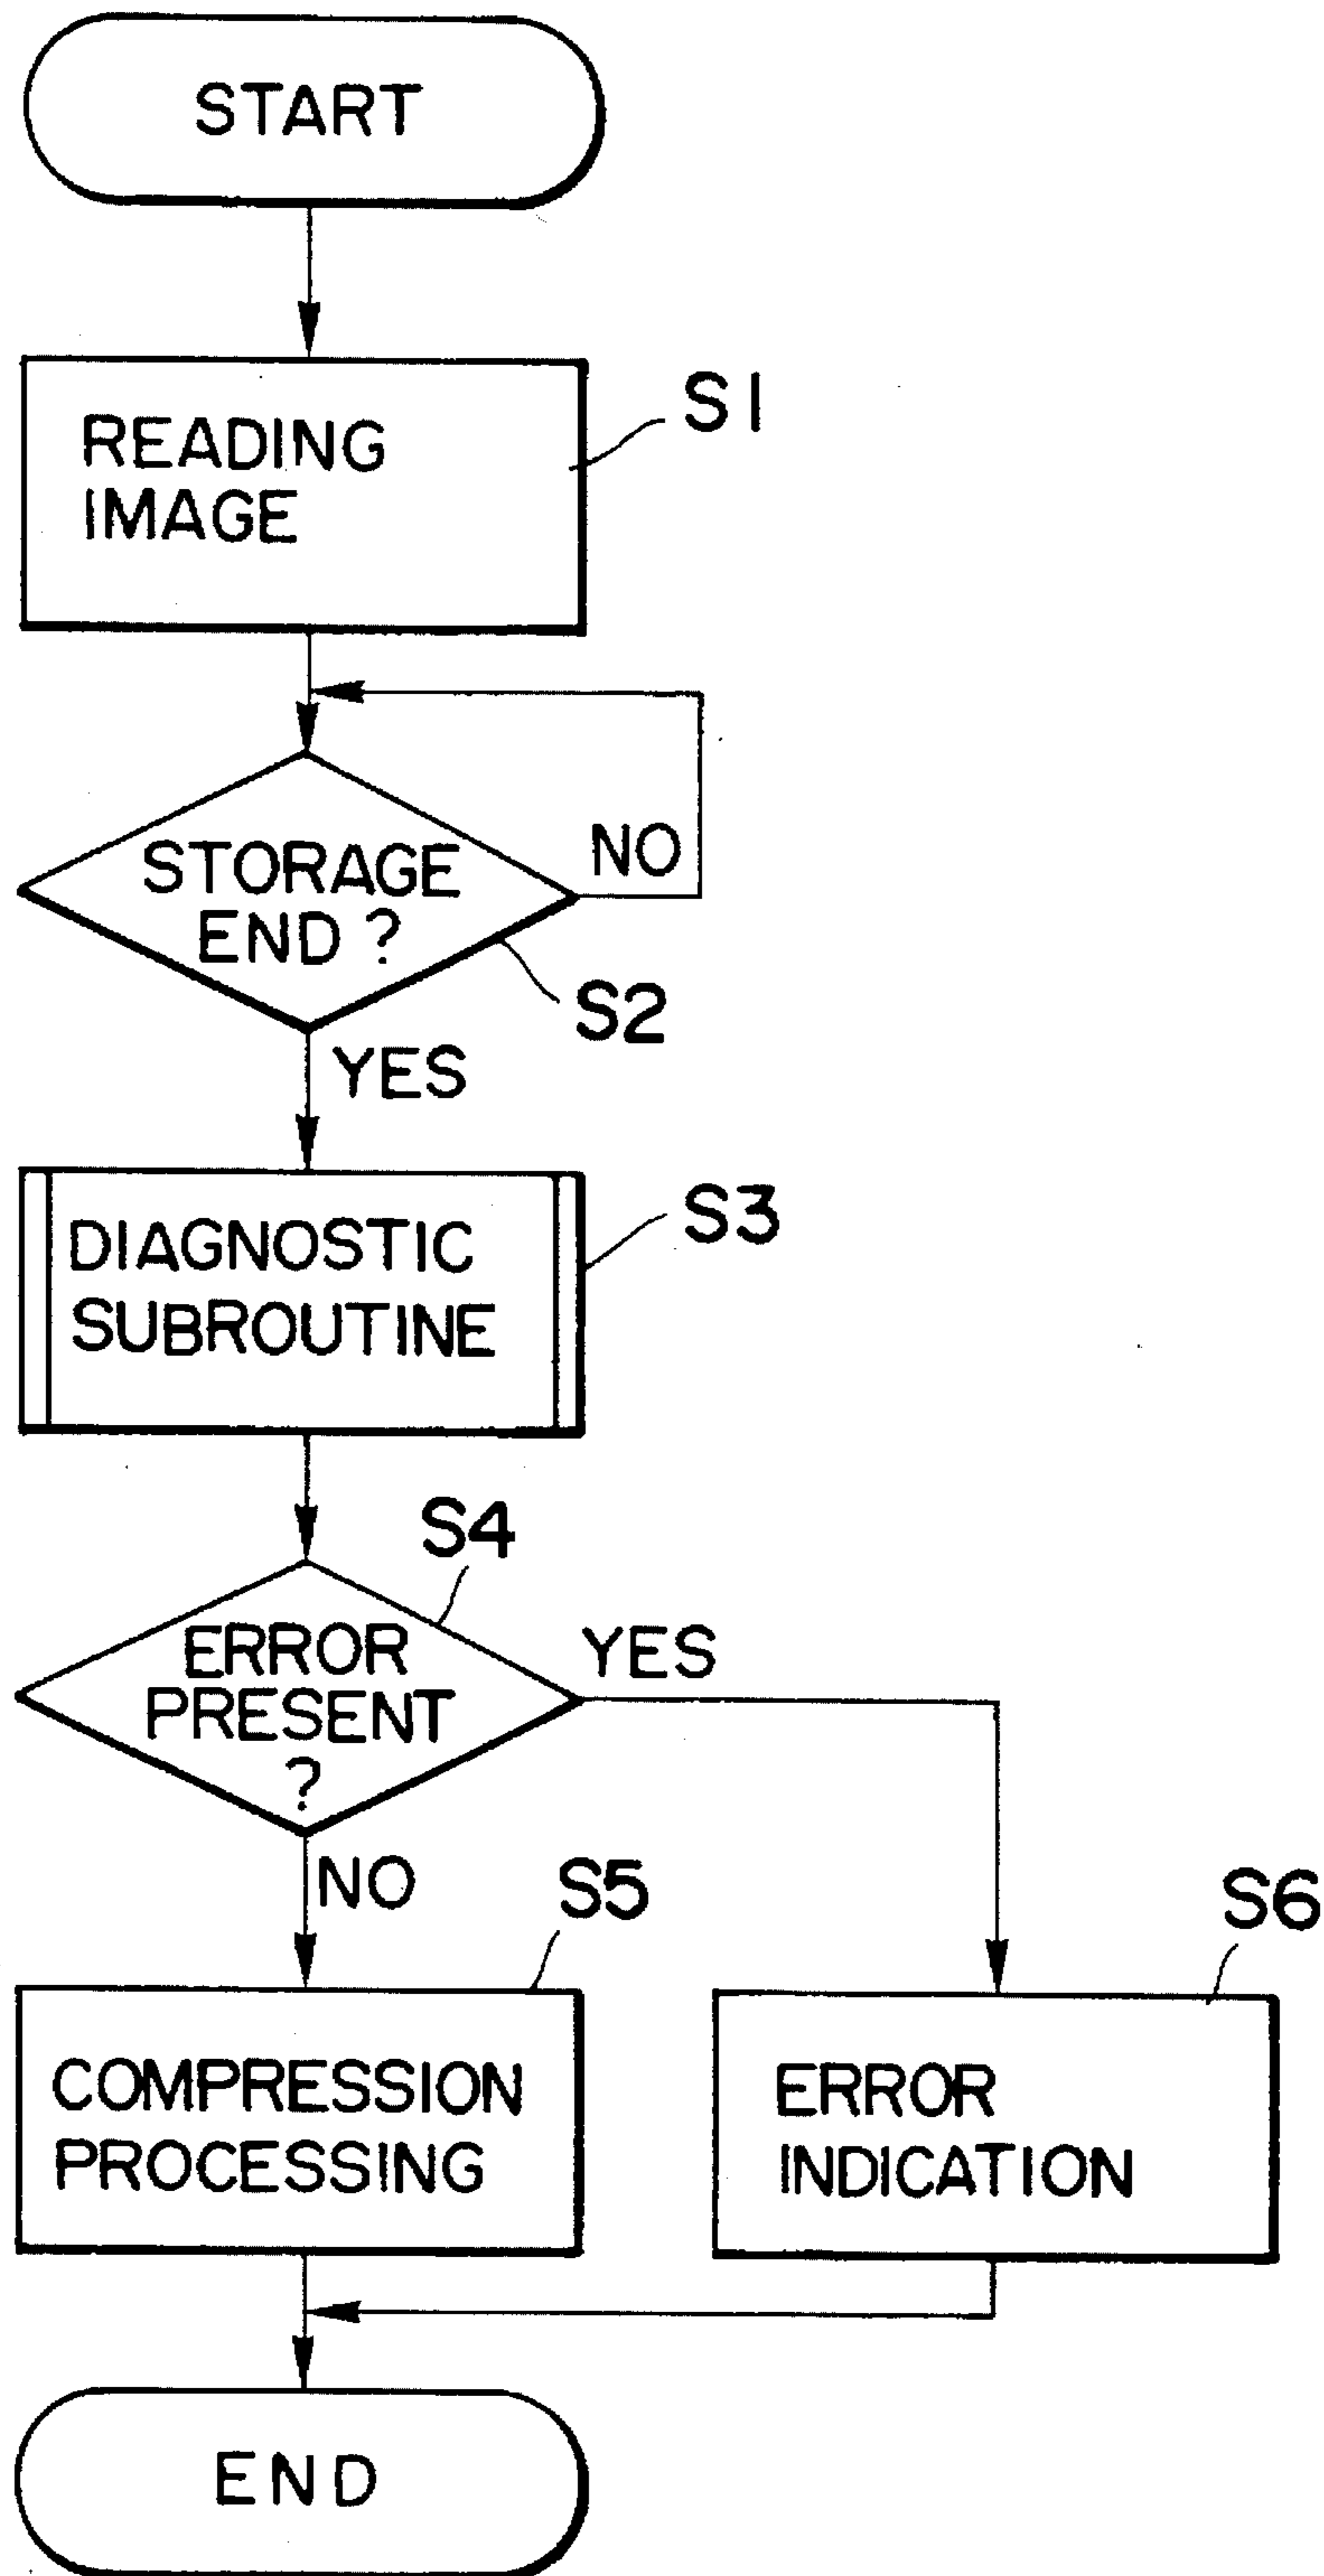 START
READING
IMAGE
S1
STORAGE
END ?
NO
S2
YES
DIAGNOSTIC
SUBROUTINE
S3
S4
ERROR
PRESENT
?
YES
NO
S5
COMPRESSION
PROCESSING
S6
ERROR
INDICATION
END